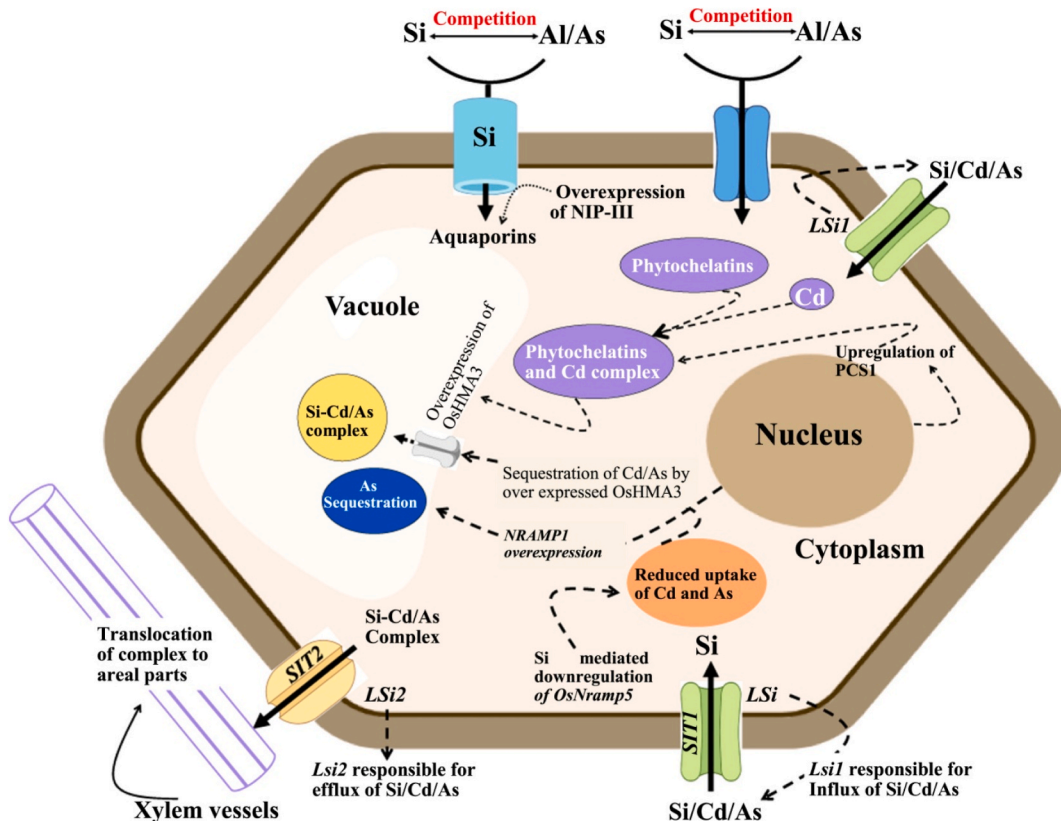 Competition
Si Al/As
Competition
Si Al/As
Si
Overexpression
of NIP-III
Aquaporins
Si/Cd/As
LSi1
Phytochelatins
Cd
Vacuole
Overexpression of
OsHMA3
Phytochelatins
and Cd complex
Upregulation of
PCS1
Nucleus
Si-Cd/As
complex
Sequestration of Cd/As by
over expressed OsHMA3
As
Sequestration
NRAMP1
overexpression
Cytoplasm
Reduced uptake
of Cd and As
Si-Cd/As
Complex
Translocation
of complex to
areal parts
SIT2
LSi2
Si mediated
downregulation
of OsNramp5
Si
LSi
SIT1
Lsi2 responsible for
efflux of Si/Cd/As
Lsi1 responsible for
Influx of Si/Cd/As
Xylem vessels
Si/Cd/As